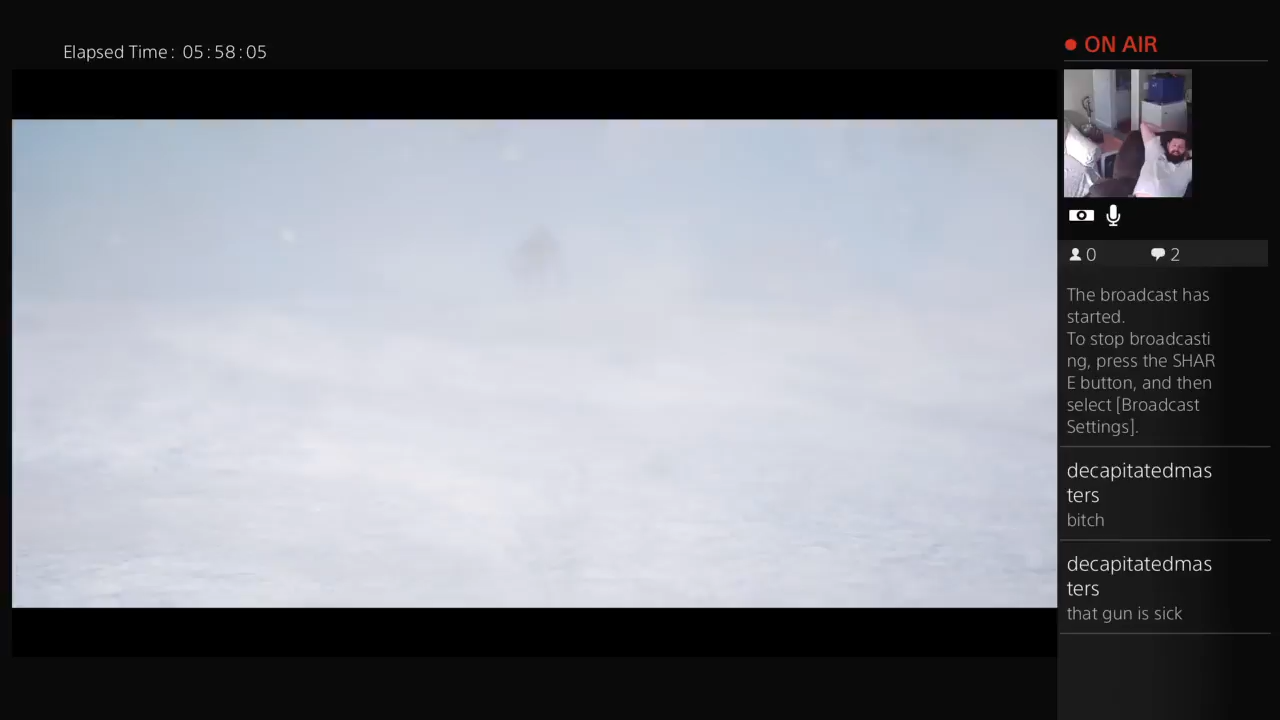 Elapsed Time: 05:58:05
ON AIR
0 2
The broadcast has
started.
To stop broadcasti
ng, press the SHAR
E button, and then
select [Broadcast
Settings].
decapitatedmas
ters
bitch
decapitatedmas
ters
that gun is sick